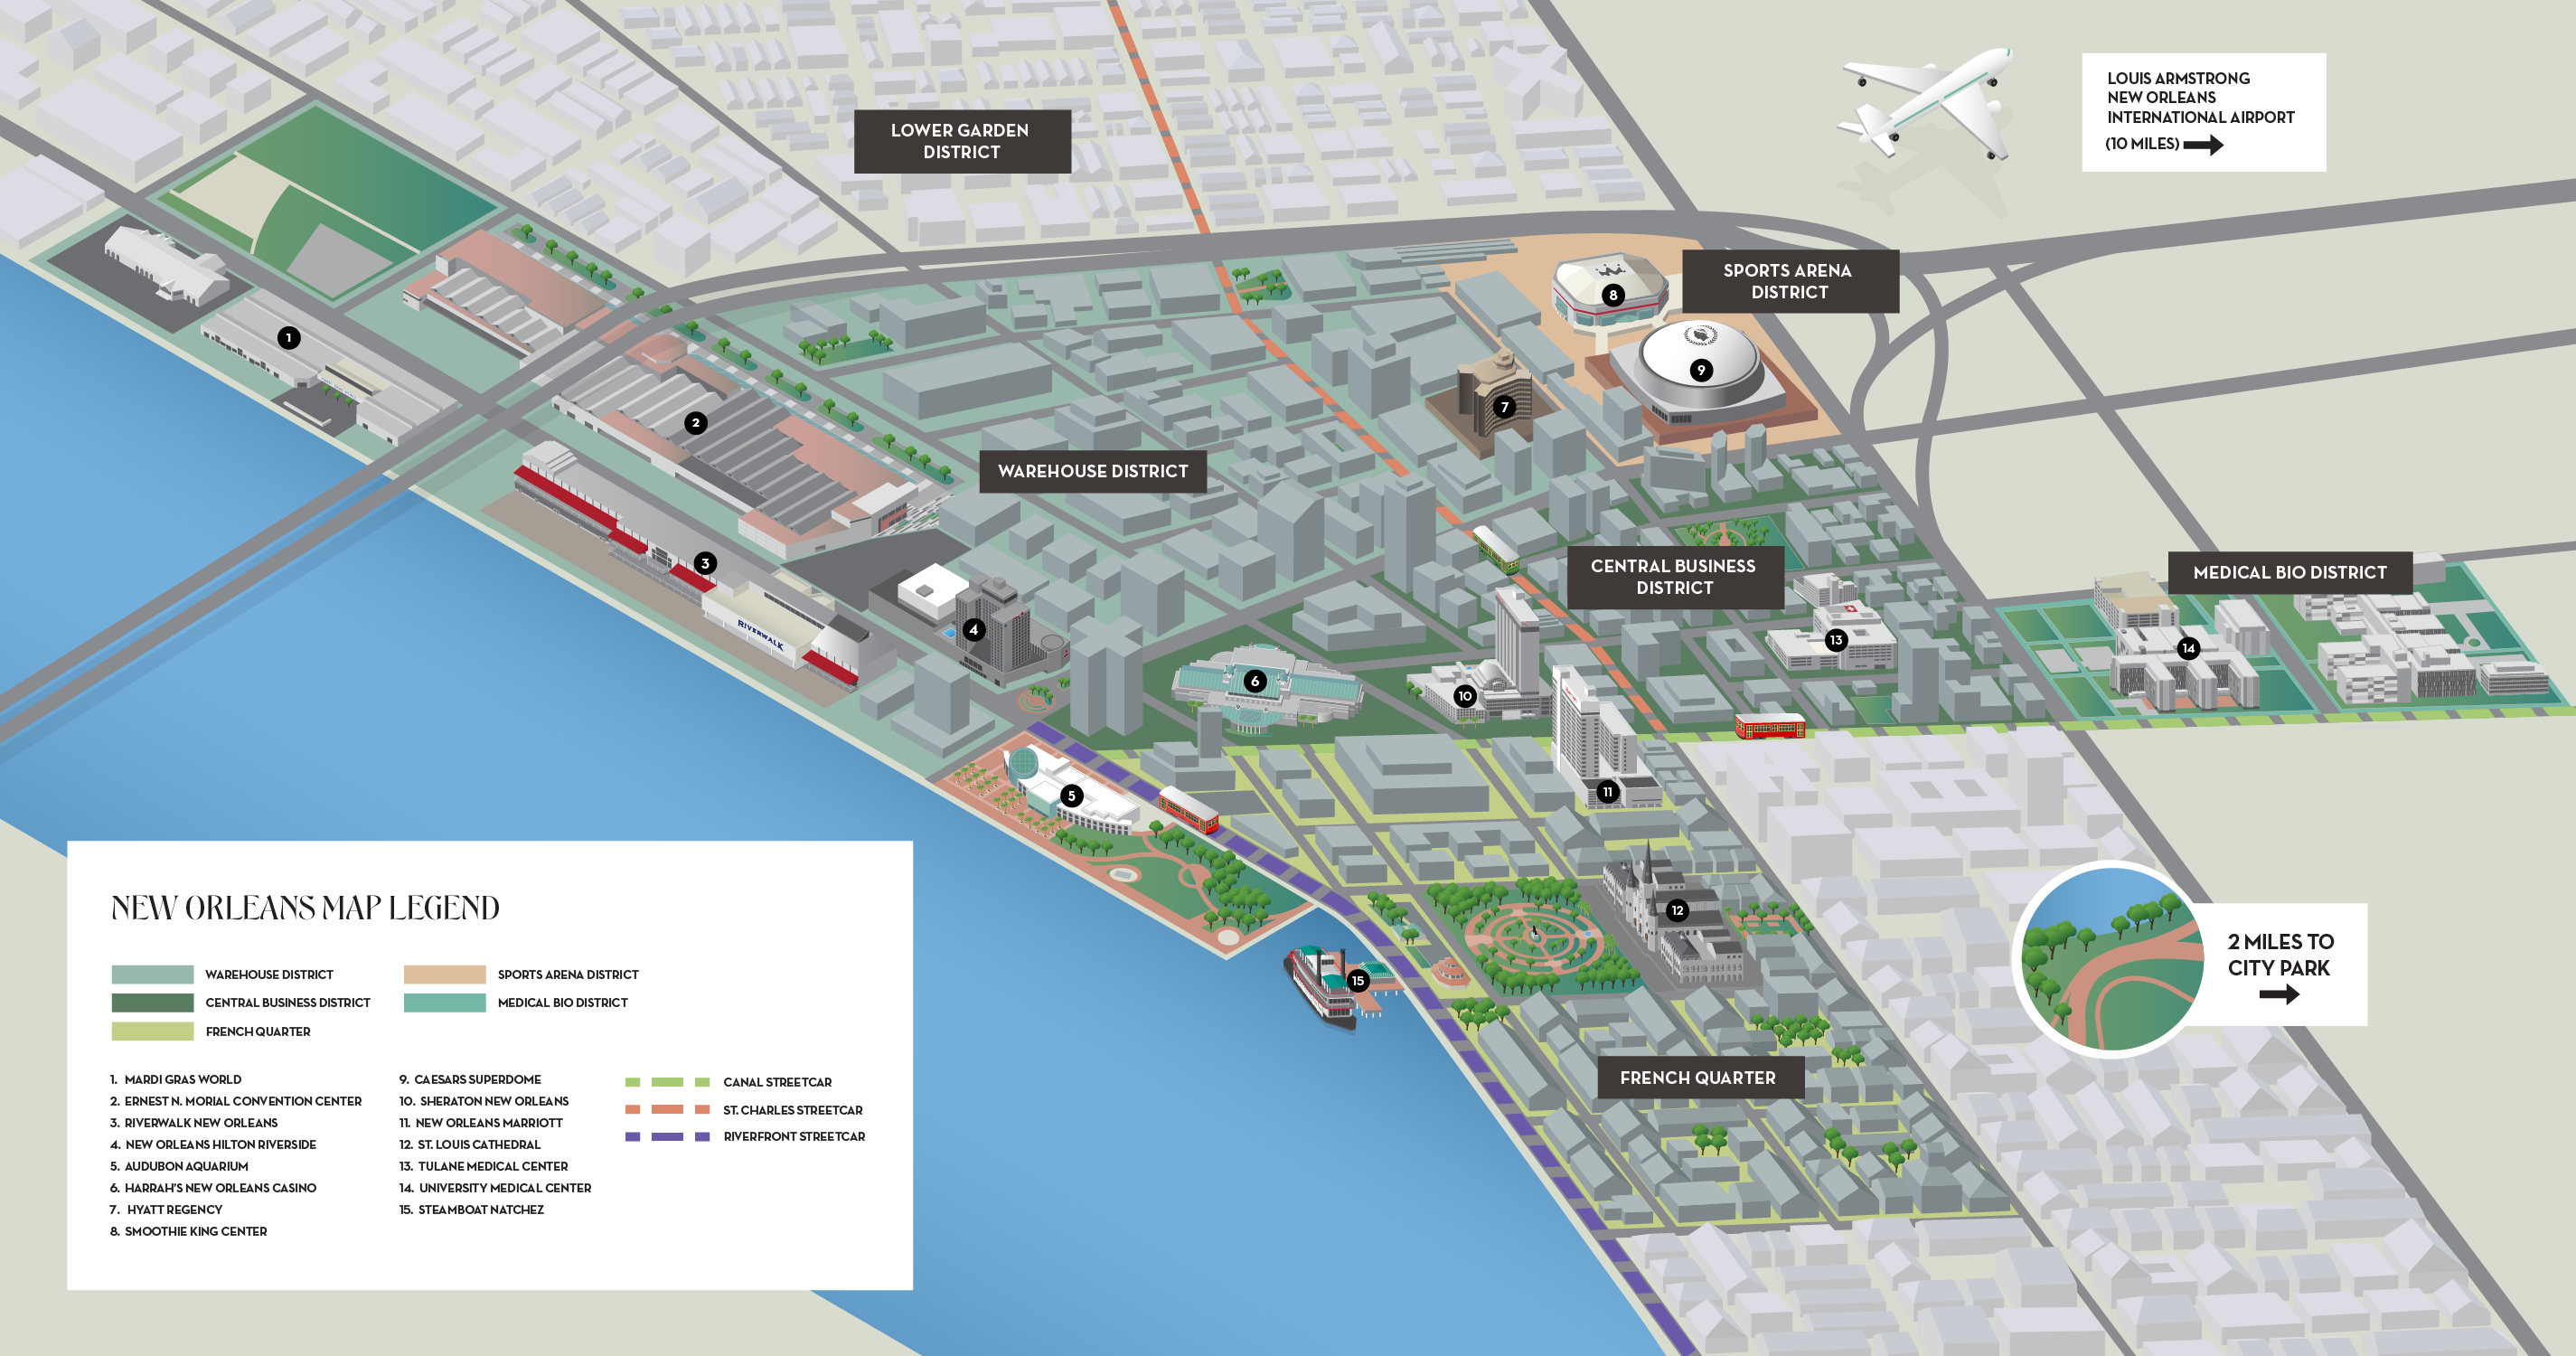 LOUIS ARMSTRONG
NEW ORLEANS
INTERNATIONAL AIRPORT
(10 MILES)
LOWER GARDEN
DISTRICT
SPORTS ARENA
DISTRICT
8
9
1
7
2
WAREHOUSE DISTRICT
3
CENTRAL BUSINESS
DISTRICT
MEDICAL BIO DISTRICT
4
RIVERWALK
13
14
6
10
5
11
12
15
2 MILES TO
CITY PARK
FRENCH QUARTER
NEW ORLEANS MAP LEGEND
WAREHOUSE DISTRICT
CENTRAL BUSINESS DISTRICT
FRENCH QUARTER
SPORTS ARENA DISTRICT
MEDICAL BIO DISTRICT
1. MARDI GRAS WORLD
2. ERNEST N. MORIAL CONVENTION CENTER
3. RIVERWALK NEW ORLEANS
4. NEW ORLEANS HILTON RIVERSIDE
5. AUDUBON AQUARIUM
6. HARRAH'S NEW ORLEANS CASINO
7. HYATT REGENCY
8. SMOOTHIE KING CENTER
9. CAESARS SUPERDOME
10. SHERATON NEW ORLEANS
11. NEW ORLEANS MARRIOTT
12. ST. LOUIS CATHEDRAL
13. TULANE MEDICAL CENTER
14. UNIVERSITY MEDICAL CENTER
15. STEAMBOAT NATCHEZ
CANAL STREETCAR
ST. CHARLES STREETCAR
RIVERFRONT STREETCAR